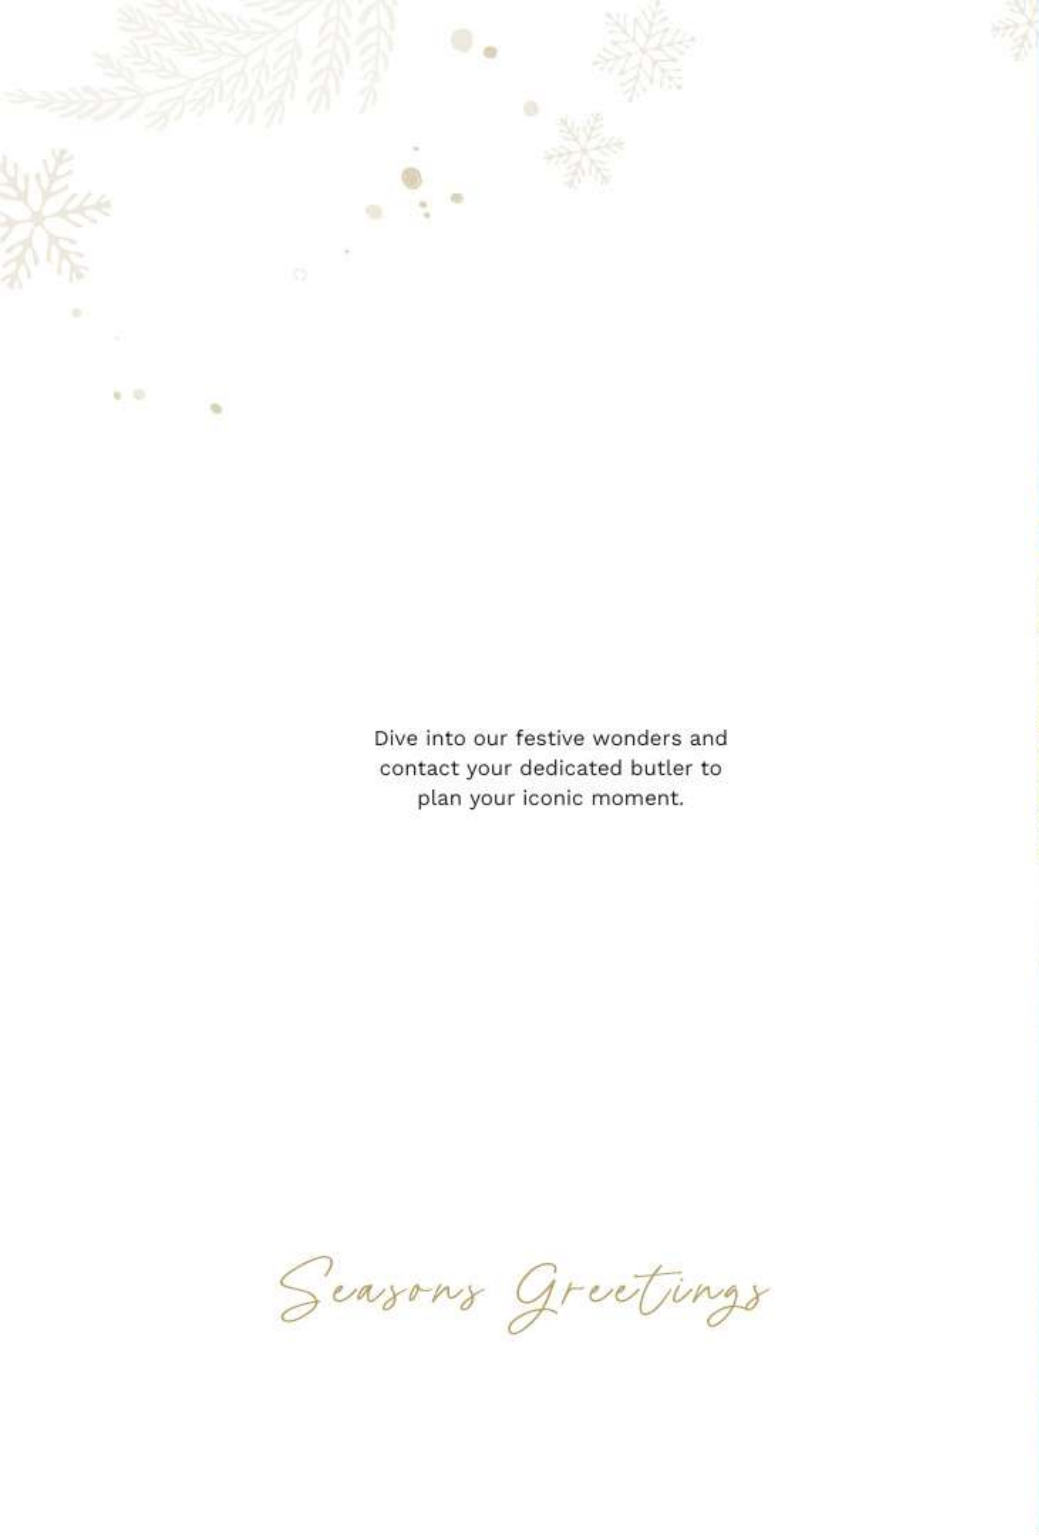 Dive into our festive wonders and
contact your dedicated butler to
plan your iconic moment.
Seasons Greetings